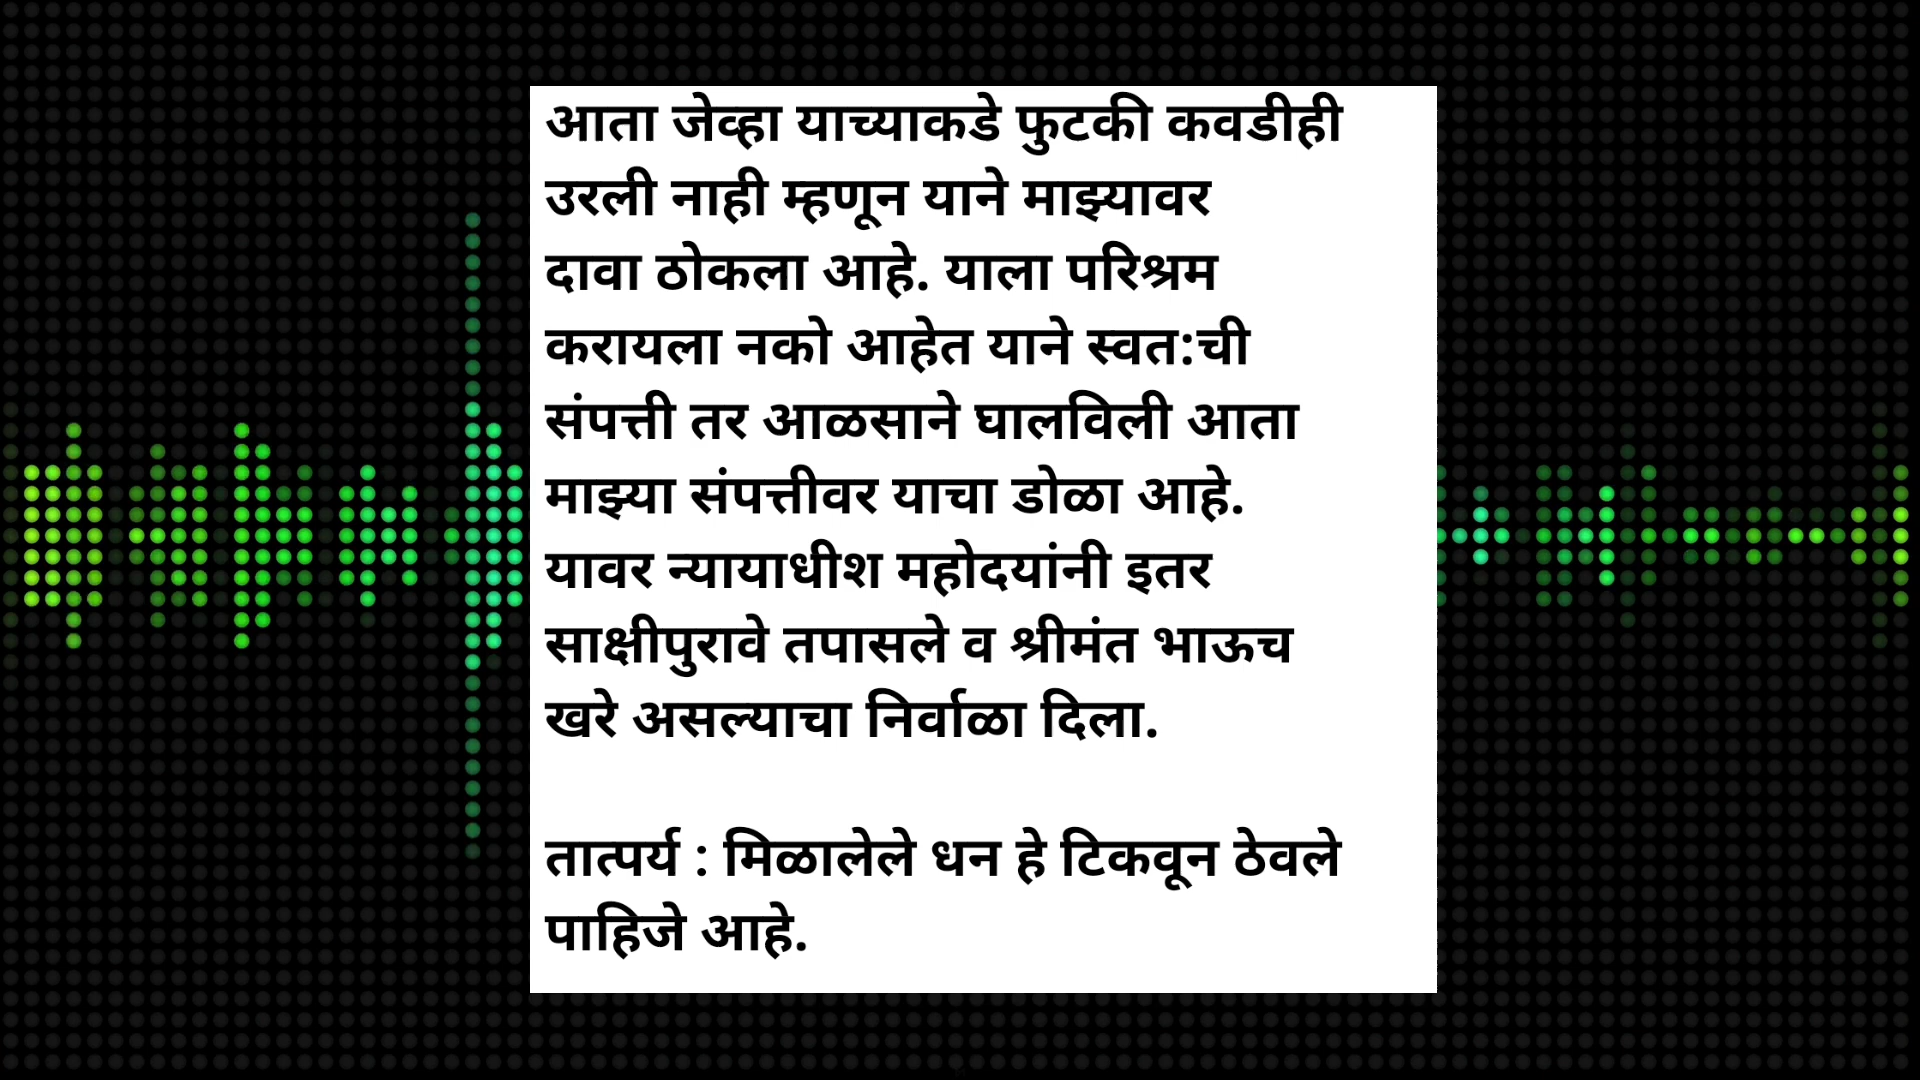 आता जेव्हा याच्याकडे फुटकी कवडीही
उरली नाही म्हणून याने माझ्यावर
दावा ठोकला आहे. याला परिश्रम
करायला नको आहेत याने स्वत:ची
संपत्ती तर आळसाने घालविली आता
माझ्या संपत्तीवर याचा डोळा आहे.
यावर न्यायाधीश महोदयांनी इतर
साक्षीपुरावे तपासले व श्रीमंत भाऊच
खरे असल्याचा निर्वाळा दिला.
तात्पर्य : मिळालेले धन हे टिकवून ठेवले
पाहिजे आहे.